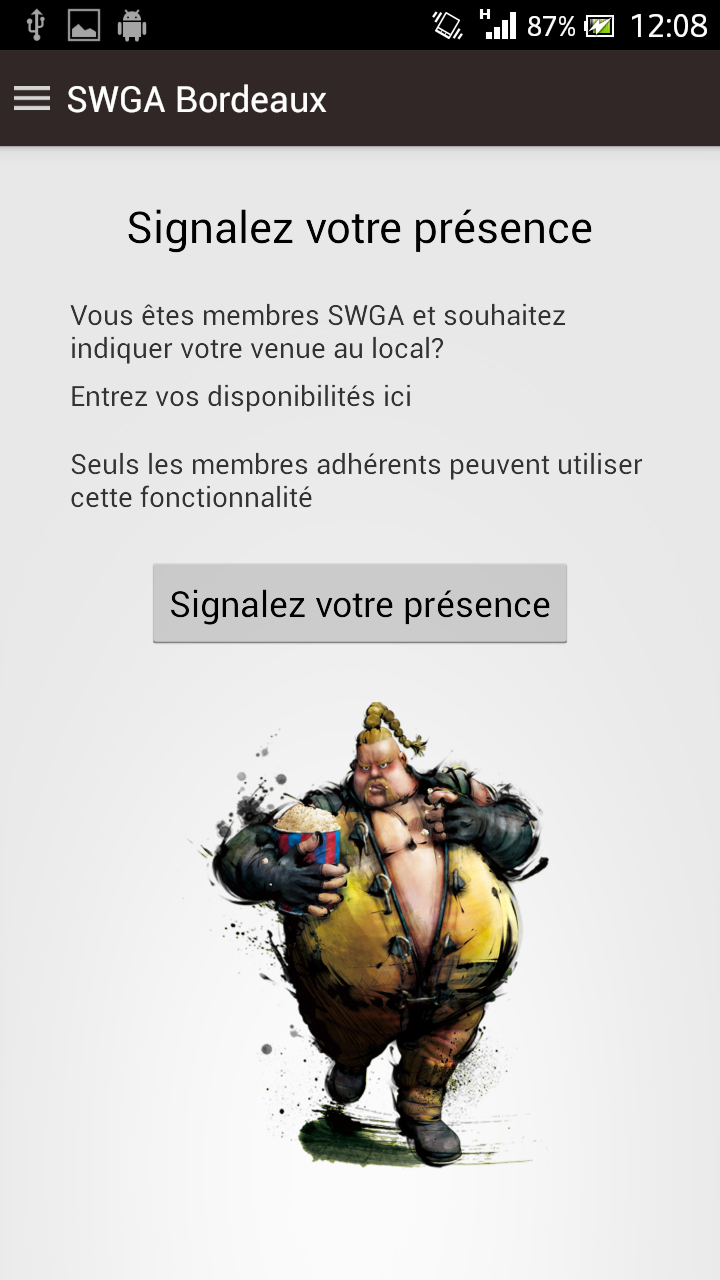 H 87% 12:08
SWGA Bordeaux
Signalez votre présence
Vous êtes membres SWGA et souhaitez
indiquer votre venue au local?
Entrez vos disponibilités ici
Seuls les membres adhérents peuvent utiliser
cette fonctionnalité
Signalez votre présence